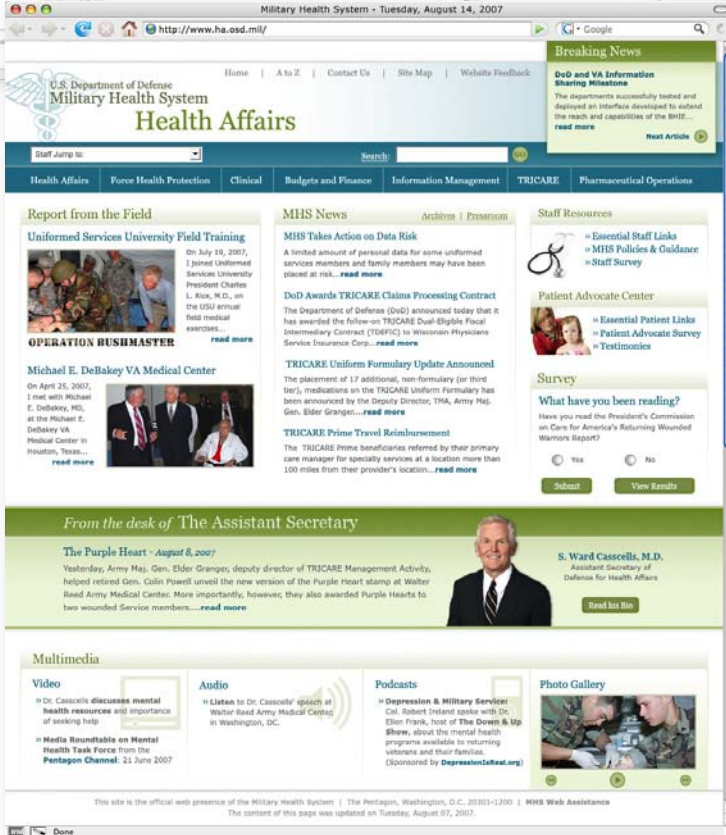 Military Health System - Tuesday, August 14, 2007
http://www.ha.osd.mil/
Google
Home | A to Z | Contact Us | Site Map | Website Feedback
U.S. Department of Defense
Military Health System
Health Affairs
Breaking News
DoD and VA Information
Sharing Milestone
The departments successfully tested and
deployed an interface developed to extend
the reach and capabilities of the BHIE...
read more
Next Article
Staff Jump to:
Search:
GO
Health Affairs
Force Health Protection
Clinical
Budgets and Finance
Information Management
TRICARE
Pharmaceutical Operations
Report from the Field
Uniformed Services University Field Training
On July 19, 2007,
I joined Uniformed
Services University
President Charles
L. Rice, M.D., on
the USU annual
field medical
exercises...
read more
OPERATION BUSHMASTER
Michael E. DeBakey VA Medical Center
On April 25, 2007,
I met with Michael
E. DeBakey, MD,
at the Michael E.
DeBakey VA
Medical Center in
Houston, Texas...
read more
MHS News
Archives | Pressroom
MHS Takes Action on Data Risk
A limited amount of personal data for some uniformed
services members and family members may have been
placed at risk...read more
DoD Awards TRICARE Claims Processing Contract
The Department of Defense (DoD) announced today that it
has awarded the follow-on TRICARE Dual-Eligible Fiscal
Intermediary Contract (TDEFIC) to Wisconsin Physicians
Service Insurance Corp...read more
TRICARE Uniform Formulary Update Announced
The placement of 17 additional, non-formulary (or third
tier), medications on the TRICARE Uniform Formulary has
been announced by the Deputy Director, TMA, Army Maj.
Gen. Elder Granger....read more
TRICARE Prime Travel Reimbursement
The TRICARE Prime beneficiaries referred by their primary
care manager for specialty services at a location more than
100 miles from their provider's location...read more
Staff Resources
» Essential Staff Links
» MHS Policies & Guidance
» Staff Survey
Patient Advocate Center
» Essential Patient Links
» Patient Advocate Survey
» Testimonies
Survey
What have you been reading?
Have you read the President's Commission
on Care for America's Returning Wounded
Warriors Report?
Yes
No
Submit
View Results
From the desk of The Assistant Secretary
The Purple Heart - August 8, 2007
Yesterday, Army Maj. Gen. Elder Granger, deputy director of TRICARE Management Activity,
helped retired Gen. Colin Powell unveil the new version of the Purple Heart stamp at Walter
Reed Army Medical Center. More importantly, however, they also awarded Purple Hearts to
two wounded Service members....read more
S. Ward Casscells, M.D.
Assistant Secretary of
Defense for Health Affairs
Read his Bio
Multimedia
Video
» Dr. Casscells discusses mental
health resources and importance
of seeking help
» Media Roundtable on Mental
Health Task Force from the
Pentagon Channel: 21 June 2007
Audio
» Listen to Dr. Casscells' speech at
Walter Reed Army Medical Center,
in Washington, DC.
Podcasts
» Depression & Military Service:
Col. Robert Ireland speaks with Dr.
Ellen Frank, host of The Down & Up
Show, about the mental health
programs available to returning
veterans and their families.
(Sponsored by DepressionIsReal.org)
Photo Gallery
This site is the official web presence of the Military Health System | The Pentagon, Washington, D.C. 20301-1200 | MHS Web Assistance
The content of this page was updated on Tuesday, August 07, 2007.
Done